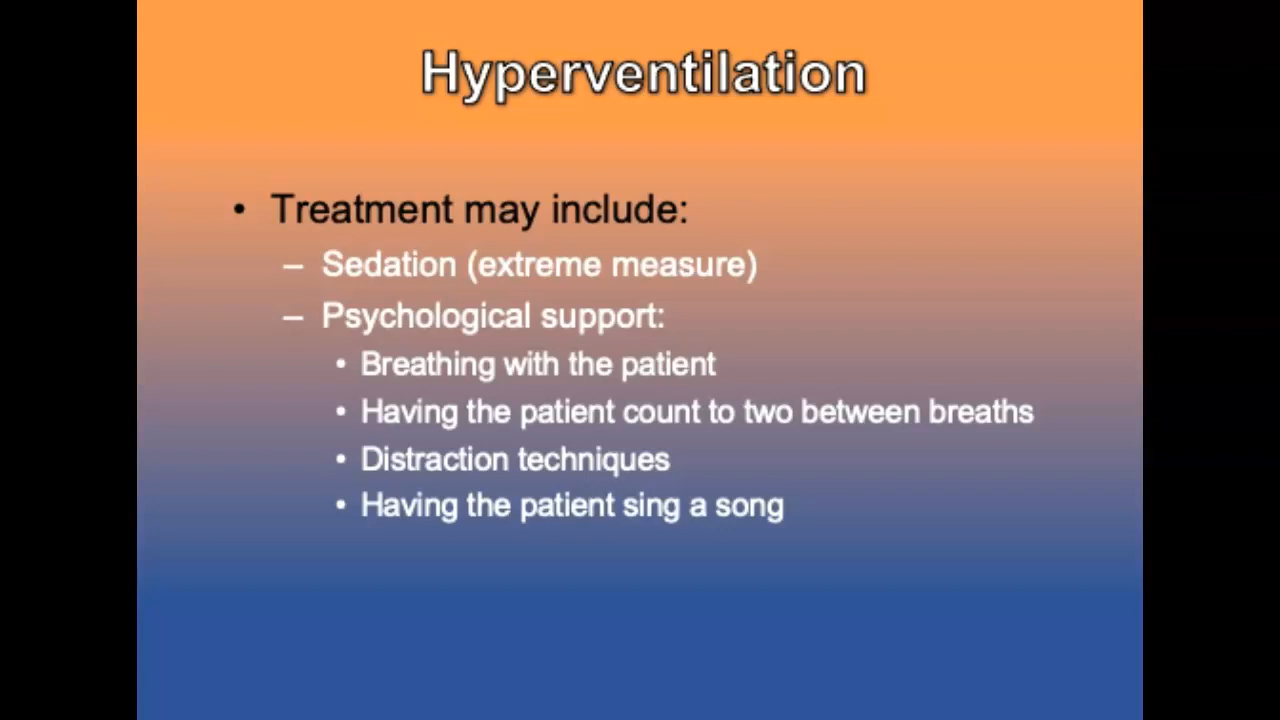 Hyperventilation
• Treatment may include:
– Sedation (extreme measure)
– Psychological support:
• Breathing with the patient
• Having the patient count to two between breaths
• Distraction techniques
• Having the patient sing a song